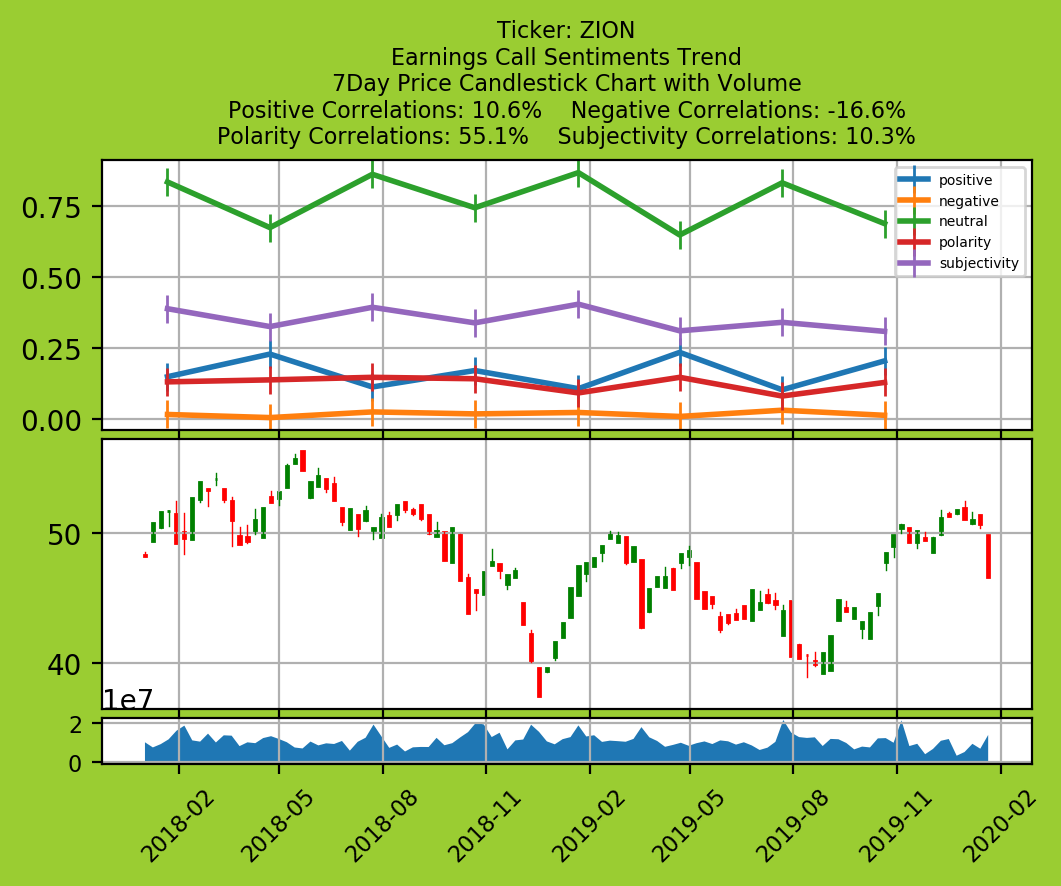 Ticker: ZION
Earnings Call Sentiments Trend
7Day Price Candlestick Chart with Volume
Positive Correlations: 10.6%    Negative Correlations: -16.6%
Polarity Correlations: 55.1%    Subjectivity Correlations: 10.3%
0.75
0.50
0.25
0.00
positive
negative
neutral
polarity
subjectivity
50
40
1e7
2
0
2018-02
2018-05
2018-08
2018-11
2019-02
2019-05
2019-08
2019-11
2020-02